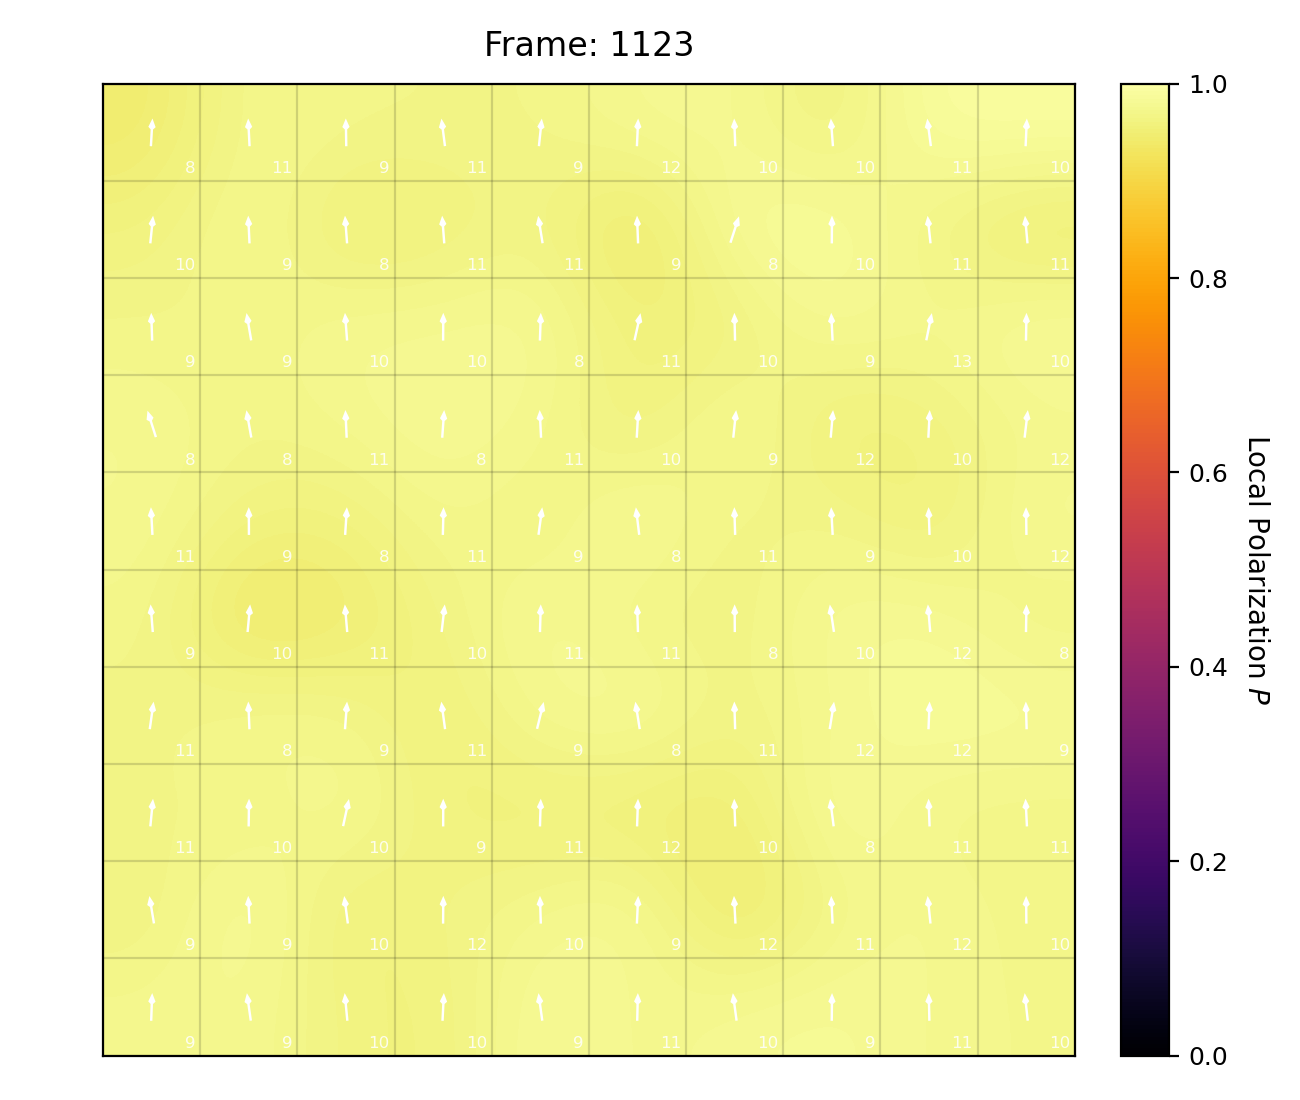 Frame: 1123
8 11 9 11 9 12 10 10 11 10
10 9 8 11 11 9 8 10 11 11
9 9 10 10 8 11 10 9 13 10
8 8 11 8 11 10 9 12 10 12
11 9 8 11 9 8 11 9 10 12
9 10 11 10 11 11 8 10 12 8
11 8 9 11 9 8 11 12 12 9
11 10 10 9 11 12 10 8 11 11
9 9 10 12 10 9 12 11 12 10
9 9 10 10 9 11 10 9 11 10
1.0
0.8
0.6
0.4
0.2
0.0
Local Polarization P